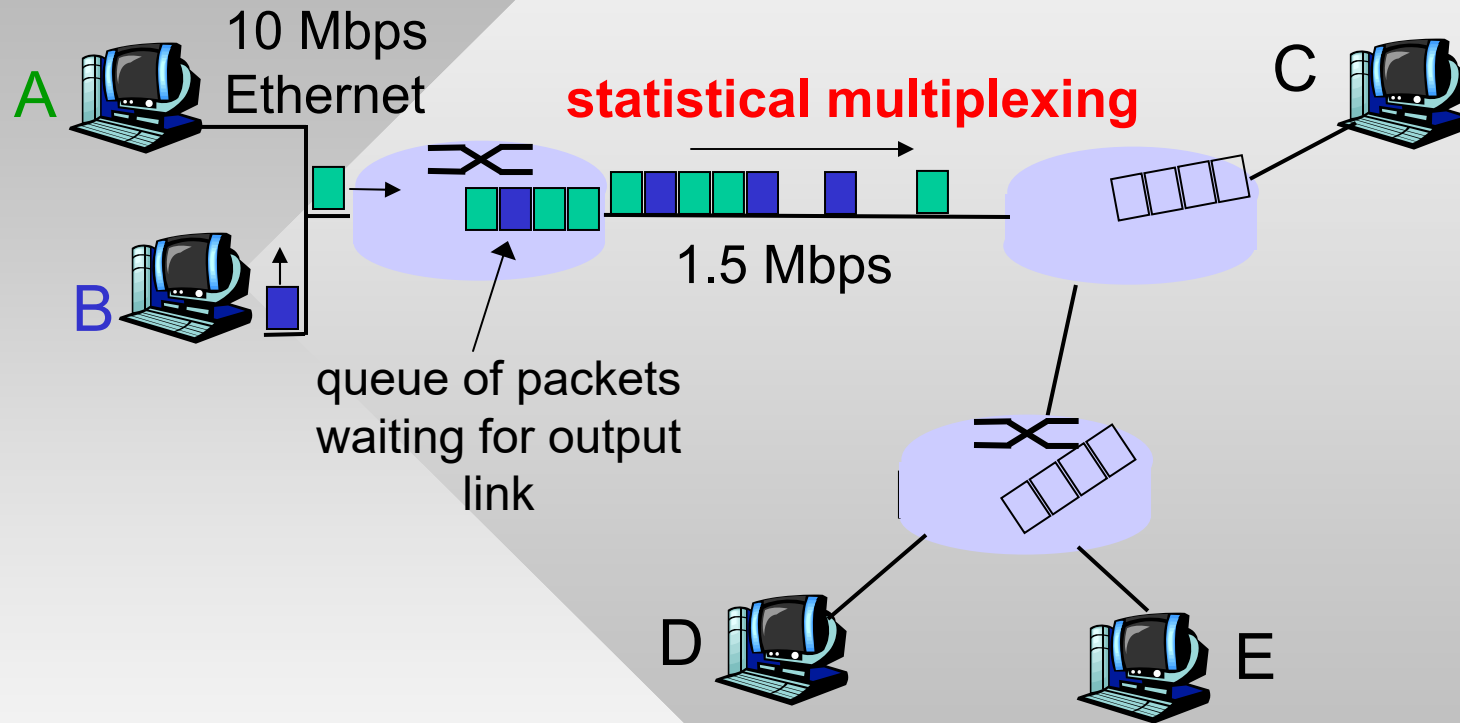 10 Mbps
Ethernet
A
statistical multiplexing
C
B
1.5 Mbps
queue of packets
waiting for output
link
D
E